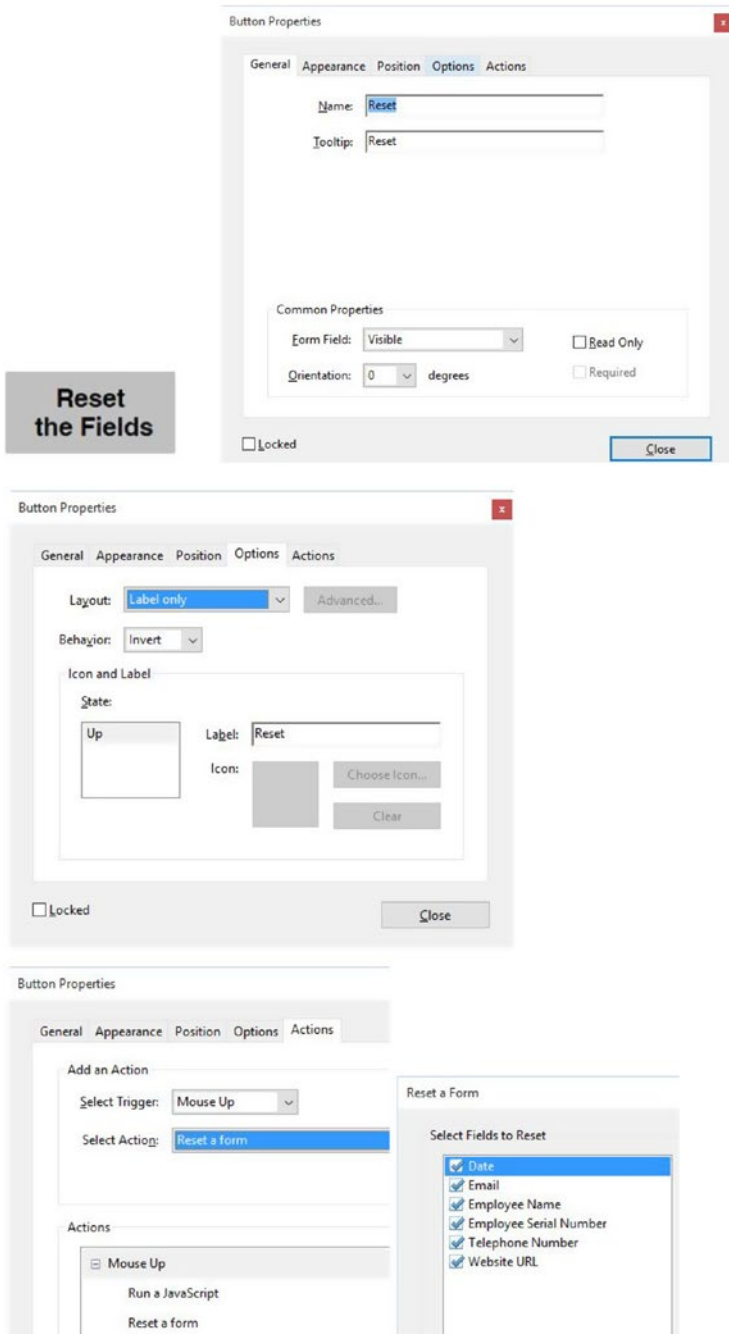 Button Properties
x
General Appearance Position Options Actions
Name: Reset
Tooltip: Reset
Common Properties
Form Field: Visible
Read Only
Orientation: 0 degrees
Required
Locked
Close
Reset
the Fields
Button Properties
x
General Appearance Position Options Actions
Layout: Label only Advanced...
Behavior: Invert
Icon and Label
State:
Up
Label: Reset
Icon:
Choose Icon...
Clear
Locked
Close
Button Properties
General Appearance Position Options Actions
Add an Action
Select Trigger: Mouse Up
Select Action: Reset a form
Actions
Mouse Up
Run a JavaScript
Reset a form
Reset a Form
Select Fields to Reset
Date
Email
Employee Name
Employee Serial Number
Telephone Number
Website URL